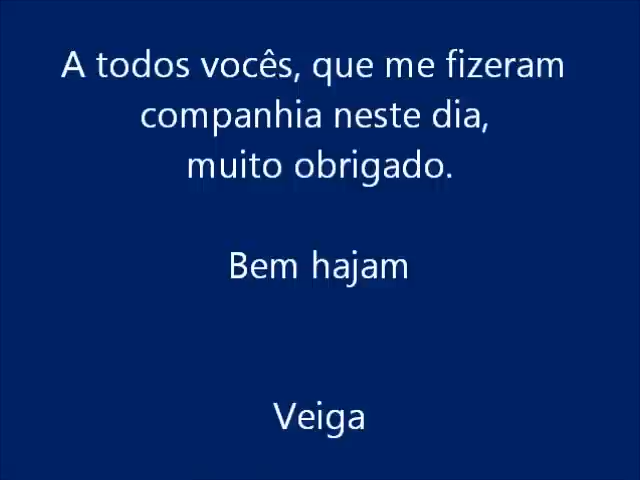 A todos vocês, que me fizeram
companhia neste dia,
muito obrigado.
Bem hajam
Veiga